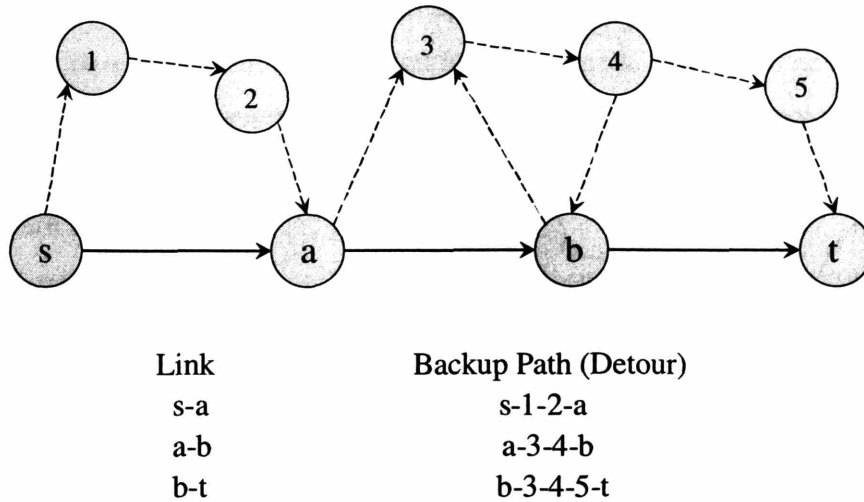 1
2
3
4
5
s
a
b
t
Link Backup Path (Detour)
s-a s-1-2-a
a-b a-3-4-b
b-t b-3-4-5-t